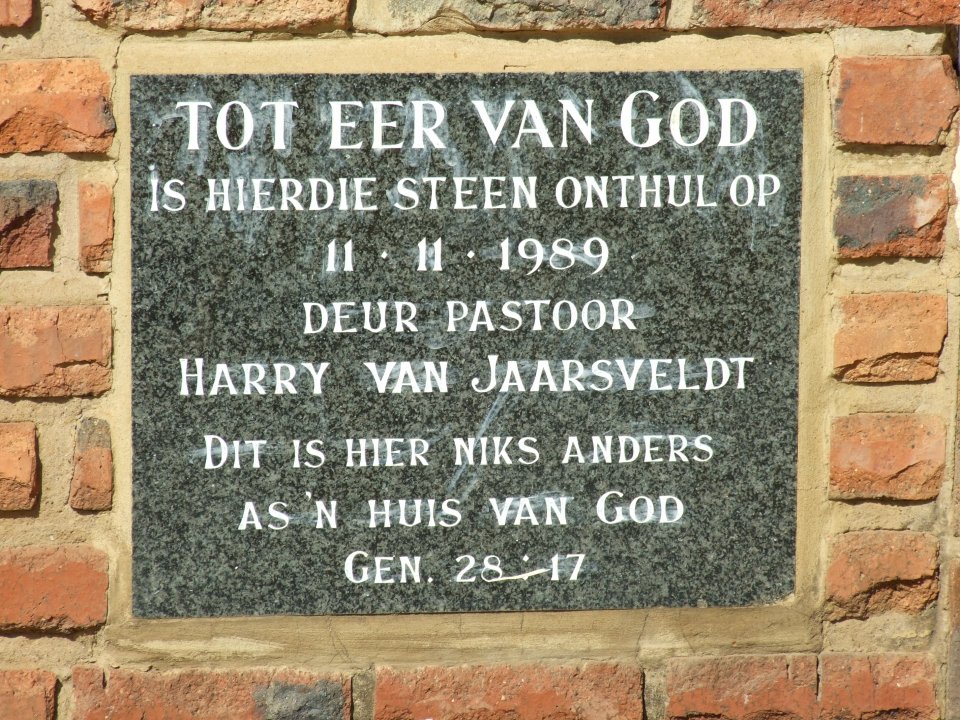 TOT EER VAN GOD
IS HIERDIE STEEN ONTHUL OP
11 · 11 · 1989
DEUR PASTOOR
HARRY VAN JAARSVELDT
DIT IS HIER NIKS ANDERS
AS 'N HUIS VAN GOD
GEN. 28:17